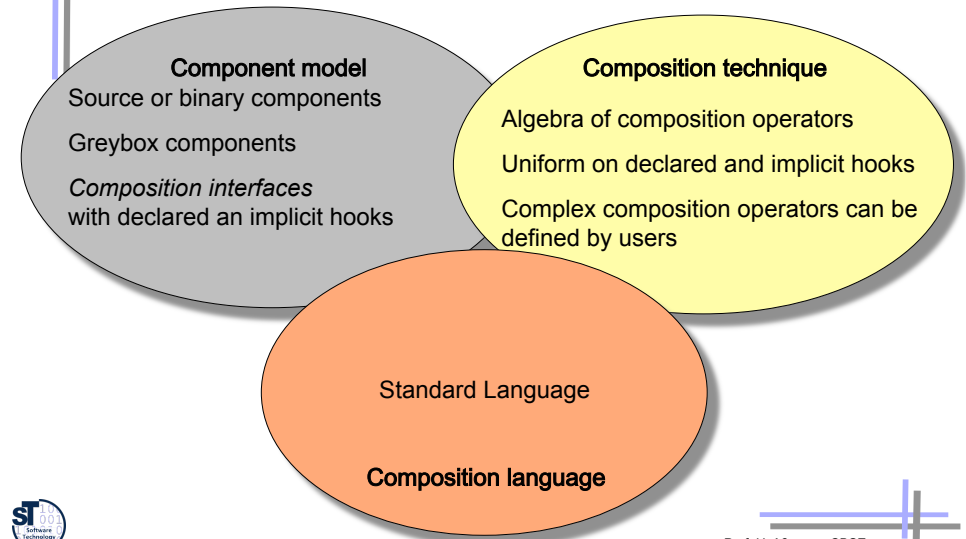 Component model
Source or binary components
Greybox components
Composition interfaces
with declared an implicit hooks
Composition technique
Algebra of composition operators
Uniform on declared and implicit hooks
Complex composition operators can be
defined by users
Standard Language
Composition language
ST
Software
Technology